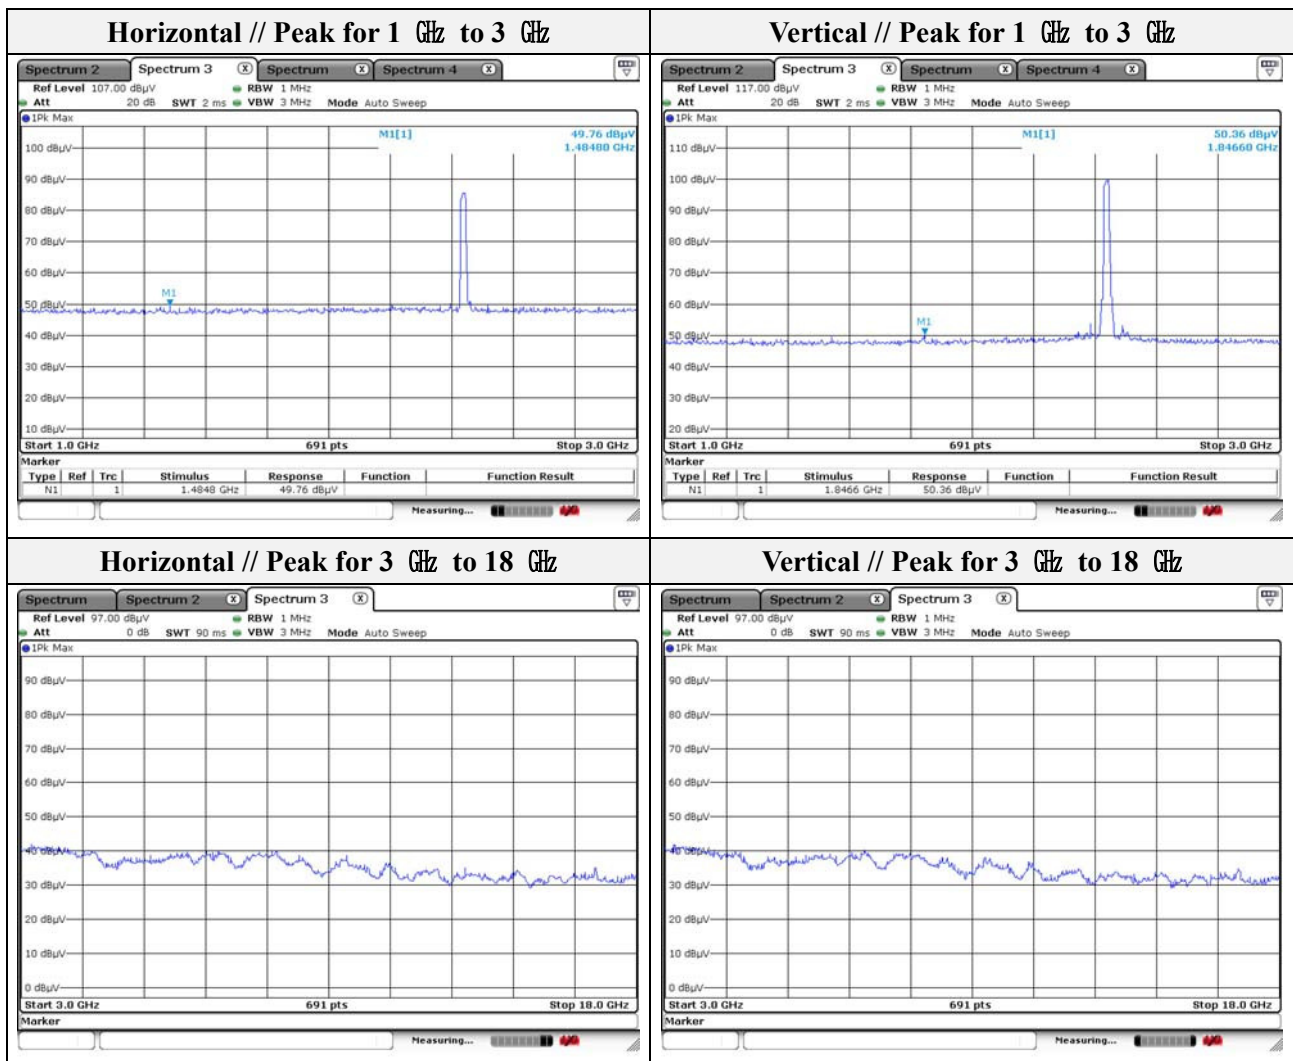 Horizontal // Peak for 1 ㎓ to 3 ㎓
Spectrum 2 Spectrum 3 Spectrum Spectrum 4
Ref Level 107.00 dBµV RBW 1 MHz
Att 20 dB SWT 2 ms VBW 3 MHz Mode Auto Sweep
1Pk Max
M1[1] 49.76 dBµV
1.48480 GHz
100 dBµV
90 dBµV
80 dBµV
70 dBµV
60 dBµV
M1
50 dBµV
40 dBµV
30 dBµV
20 dBµV
10 dBµV
Start 1.0 GHz 691 pts Stop 3.0 GHz
Marker
Type Ref Trc Stimulus Response Function Function Result
N1 1 1.4848 GHz 49.76 dBµV
Measuring...
Vertical // Peak for 1 ㎓ to 3 ㎓
Spectrum 2 Spectrum 3 Spectrum Spectrum 4
Ref Level 117.00 dBµV RBW 1 MHz
Att 20 dB SWT 2 ms VBW 3 MHz Mode Auto Sweep
1Pk Max
M1[1] 50.36 dBµV
1.84660 GHz
110 dBµV
100 dBµV
90 dBµV
80 dBµV
70 dBµV
60 dBµV
M1
50 dBµV
40 dBµV
30 dBµV
20 dBµV
Start 1.0 GHz 691 pts Stop 3.0 GHz
Marker
Type Ref Trc Stimulus Response Function Function Result
N1 1 1.8466 GHz 50.36 dBµV
Measuring...
Horizontal // Peak for 3 ㎓ to 18 ㎓
Spectrum Spectrum 2 Spectrum 3
Ref Level 97.00 dBµV RBW 1 MHz
Att 0 dB SWT 90 ms VBW 3 MHz Mode Auto Sweep
1Pk Max
90 dBµV
80 dBµV
70 dBµV
60 dBµV
50 dBµV
40 dBµV
30 dBµV
20 dBµV
10 dBµV
0 dBµV
Start 3.0 GHz 691 pts Stop 18.0 GHz
Marker
Measuring...
Vertical // Peak for 3 ㎓ to 18 ㎓
Spectrum Spectrum 2 Spectrum 3
Ref Level 97.00 dBµV RBW 1 MHz
Att 0 dB SWT 90 ms VBW 3 MHz Mode Auto Sweep
1Pk Max
90 dBµV
80 dBµV
70 dBµV
60 dBµV
50 dBµV
40 dBµV
30 dBµV
20 dBµV
10 dBµV
0 dBµV
Start 3.0 GHz 691 pts Stop 18.0 GHz
Marker
Measuring...